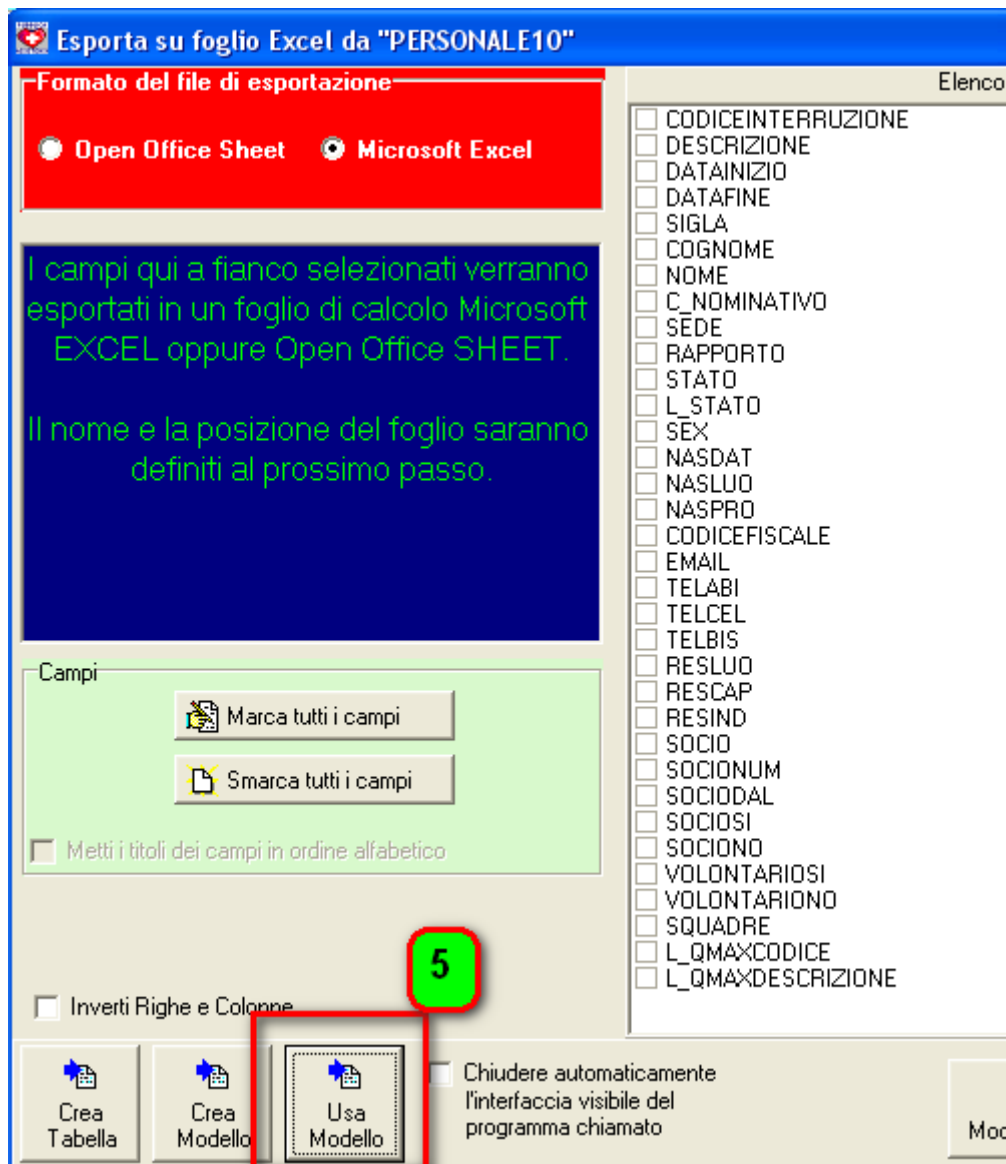 Esporta su foglio Excel da "PERSONALE10"
Formato del file di esportazione
Open Office Sheet
Microsoft Excel
I campi qui a fianco selezionati verranno
esportati in un foglio di calcolo Microsoft
EXCEL oppure Open Office SHEET.
Il nome e la posizione del foglio saranno
definiti al prossimo passo.
Campi
Marca tutti i campi
Smarca tutti i campi
Metti i titoli dei campi in ordine alfabetico
5
Inverti Righe e Colonne
Crea
Tabella
Crea
Modello
Usa
Modello
Chiudere automaticamente
l'interfaccia visibile del
programma chiamato
Elenco
CODICEINTERRUZIONE
DESCRIZIONE
DATAINIZIO
DATAFINE
SIGLA
COGNOME
NOME
C_NOMINATIVO
SEDE
RAPPORTO
STATO
L_STATO
SEX
NASDAT
NASLUO
NASPRO
CODICEFISCALE
EMAIL
TELABI
TELCEL
TELBIS
RESLUO
RESCAP
RESIND
SOCIO
SOCIONUM
SOCIODAL
SOCIOSI
SOCIONO
VOLONTARIOSI
VOLONTARIONO
SQUADRE
L_QMAXCODICE
L_QMAXDESCRIZIONE